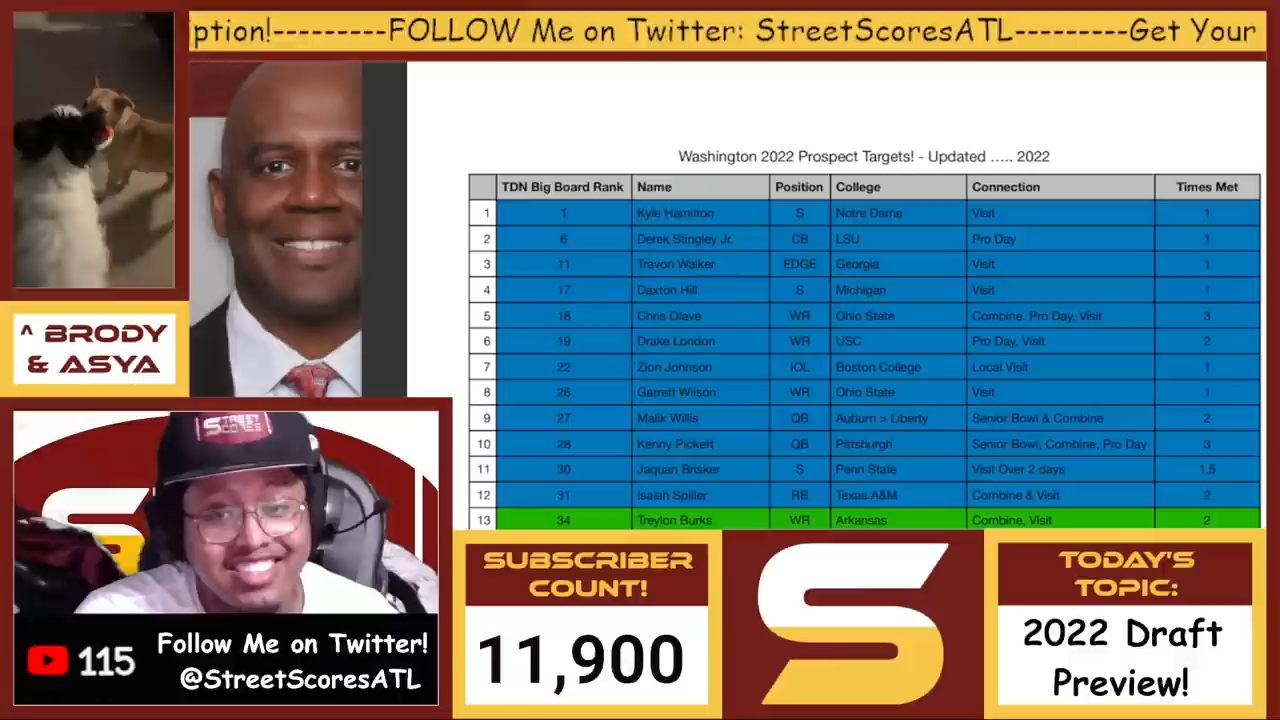 ption!---------FOLLOW Me on Twitter: StreetScoresATL---------Get Your
Washington 2022 Prospect Targets! - Updated ..... 2022
TDN Big Board Rank Name Position College Connection Times Met
1 1 Kyle Hamilton S Notre Dame Visit 1
2 6 Derek Stingley Jr. CB LSU Pro Day 1
3 11 Travon Walker EDGE Georgia Visit 1
4 17 Daxton Hill S Michigan Visit 1
5 18 Chris Olave WR Ohio State Combine, Pro Day, Visit 3
6 19 Drake London WR USC Pro Day, Visit 2
7 22 Zion Johnson IOL Boston College Local Visit 1
8 26 Garrett Wilson WR Ohio State Visit 1
9 27 Malik Willis QB Auburn > Liberty Senior Bowl & Combine 2
10 28 Kenny Pickett QB Pittsburgh Senior Bowl, Combine, Pro Day 3
11 30 Jaquan Brisker S Penn State Visit Over 2 days 1.5
12 31 Isaiah Spiller RB Texas A&M Combine & Visit 2
13 34 Treylon Burks WR Arkansas Combine, Visit 2
^ BRODY
& ASYA
STREET
SCORES
115
Follow Me on Twitter!
@StreetScoresATL
SUBSCRIBER
COUNT!
11,900
S
TODAY'S
TOPIC:
2022 Draft
Preview!